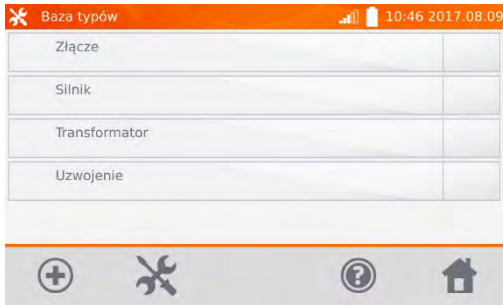 Baza typów 10:46 2017.08.09
Złącze
Silnik
Transformator
Uzwojenie